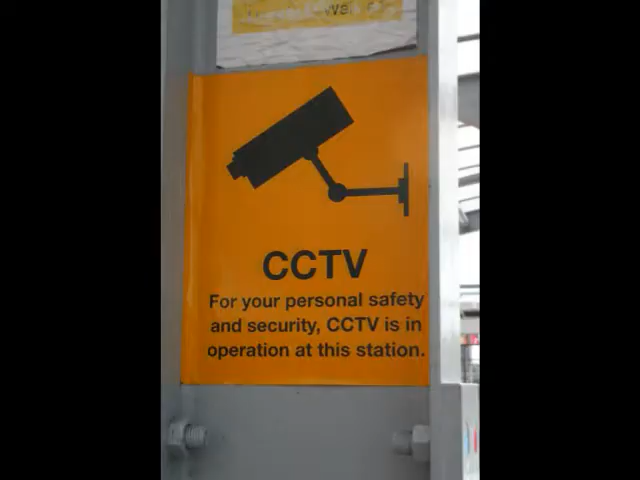 CCTV
For your personal safety
and security, CCTV is in
operation at this station.